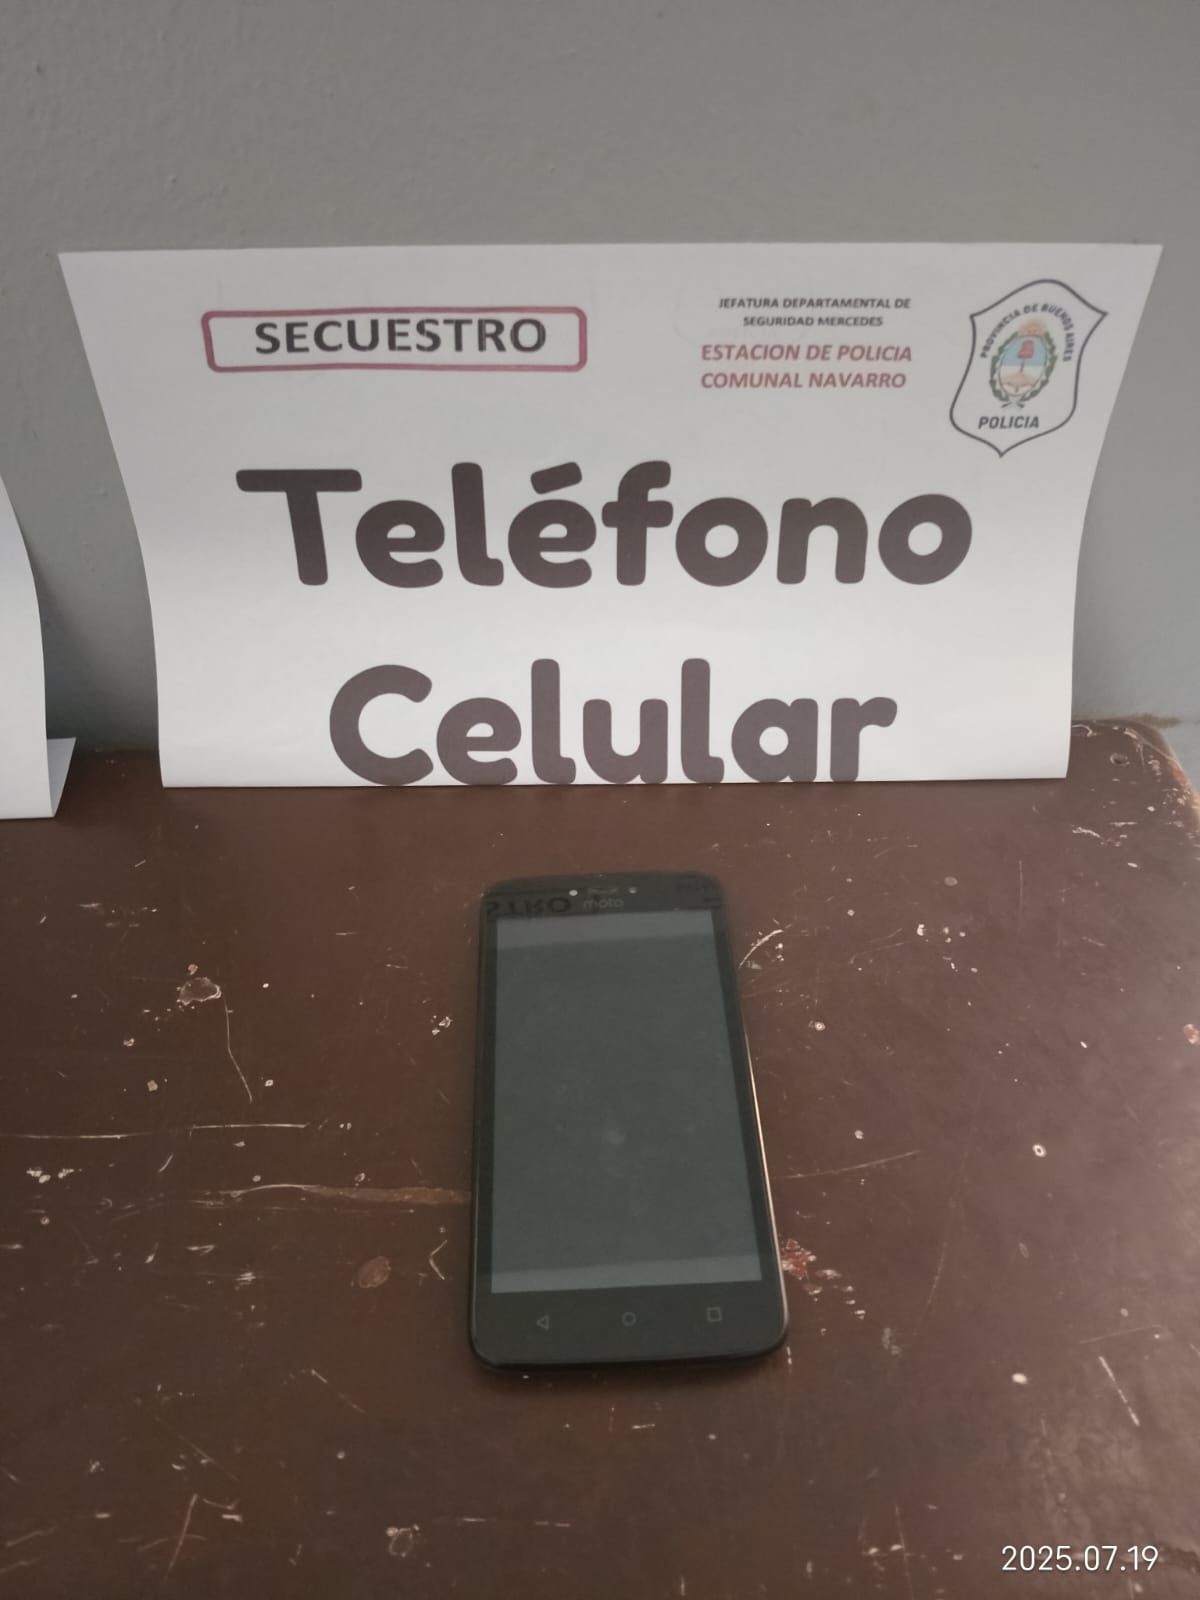 SECUESTRO
JEFATURA DEPARTAMENTAL DE
SEGURIDAD MERCEDES
ESTACION DE POLICIA
COMUNAL NAVARRO
PROVINCIA DE BUENOS AIRES
POLICIA
Teléfono
Celular
STRO
moto
2025.07.19